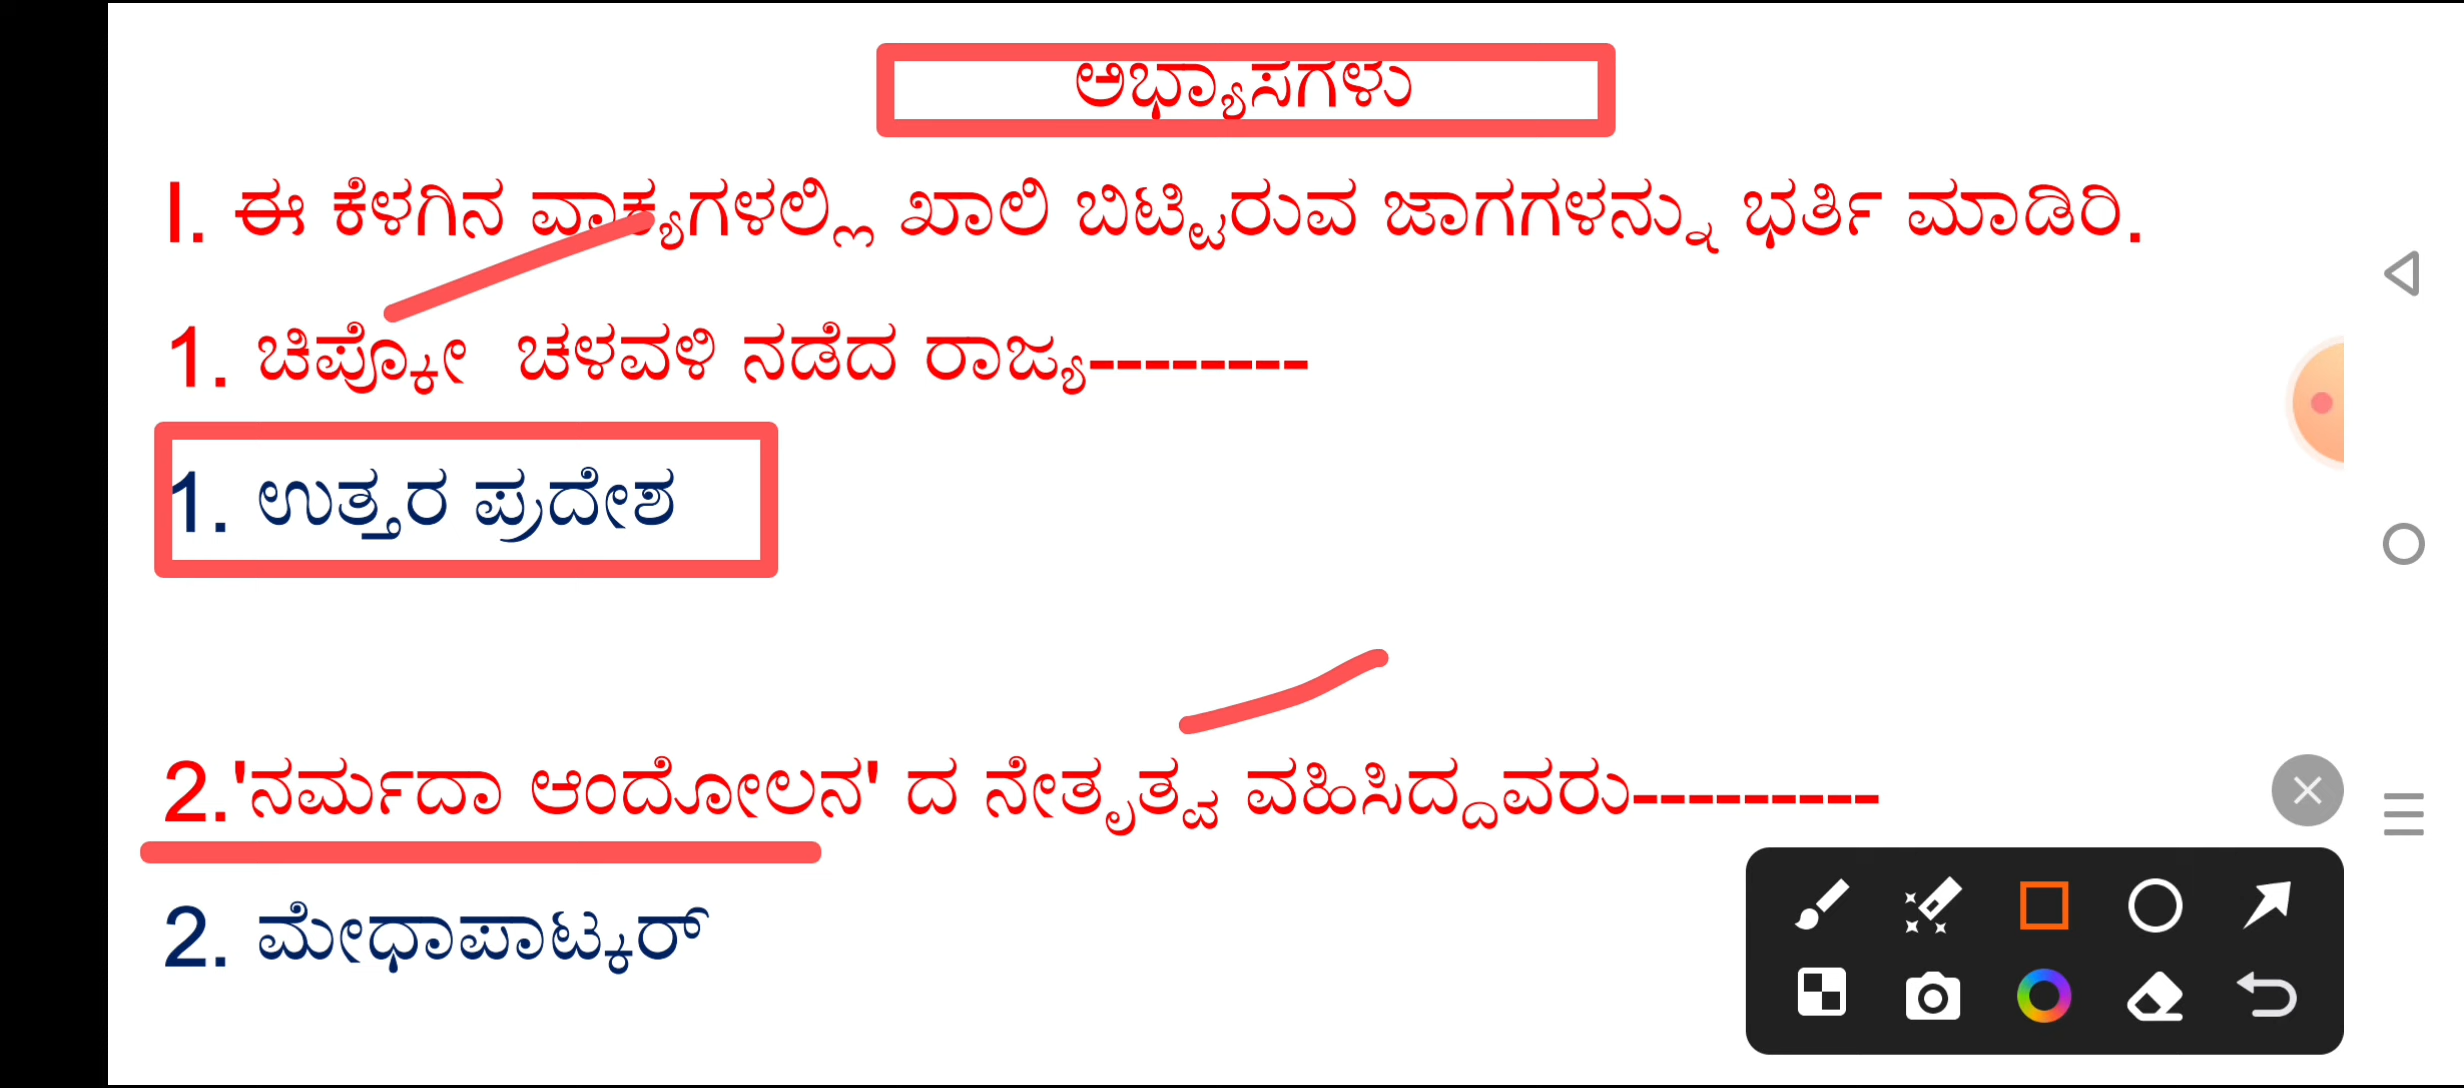 ಅಭ್ಯಾಸಗಳು
I. ಈ ಕೆಳಗಿನ ವಾಕ್ಯಗಳಲ್ಲಿ ಖಾಲಿ ಬಿಟ್ಟಿರುವ ಜಾಗಗಳನ್ನು ಭರ್ತಿ ಮಾಡಿರಿ.
1. ಚಿಪ್ಕೋ ಚಳವಳಿ ನಡೆದ ರಾಜ್ಯ--------
1. ಉತ್ತರ ಪ್ರದೇಶ
2.'ನರ್ಮದಾ ಆಂದೋಲನ' ದ ನೇತೃತ್ವ ವಹಿಸಿದ್ದವರು---------
2. ಮೇಧಾಪಾಟ್ಕರ್